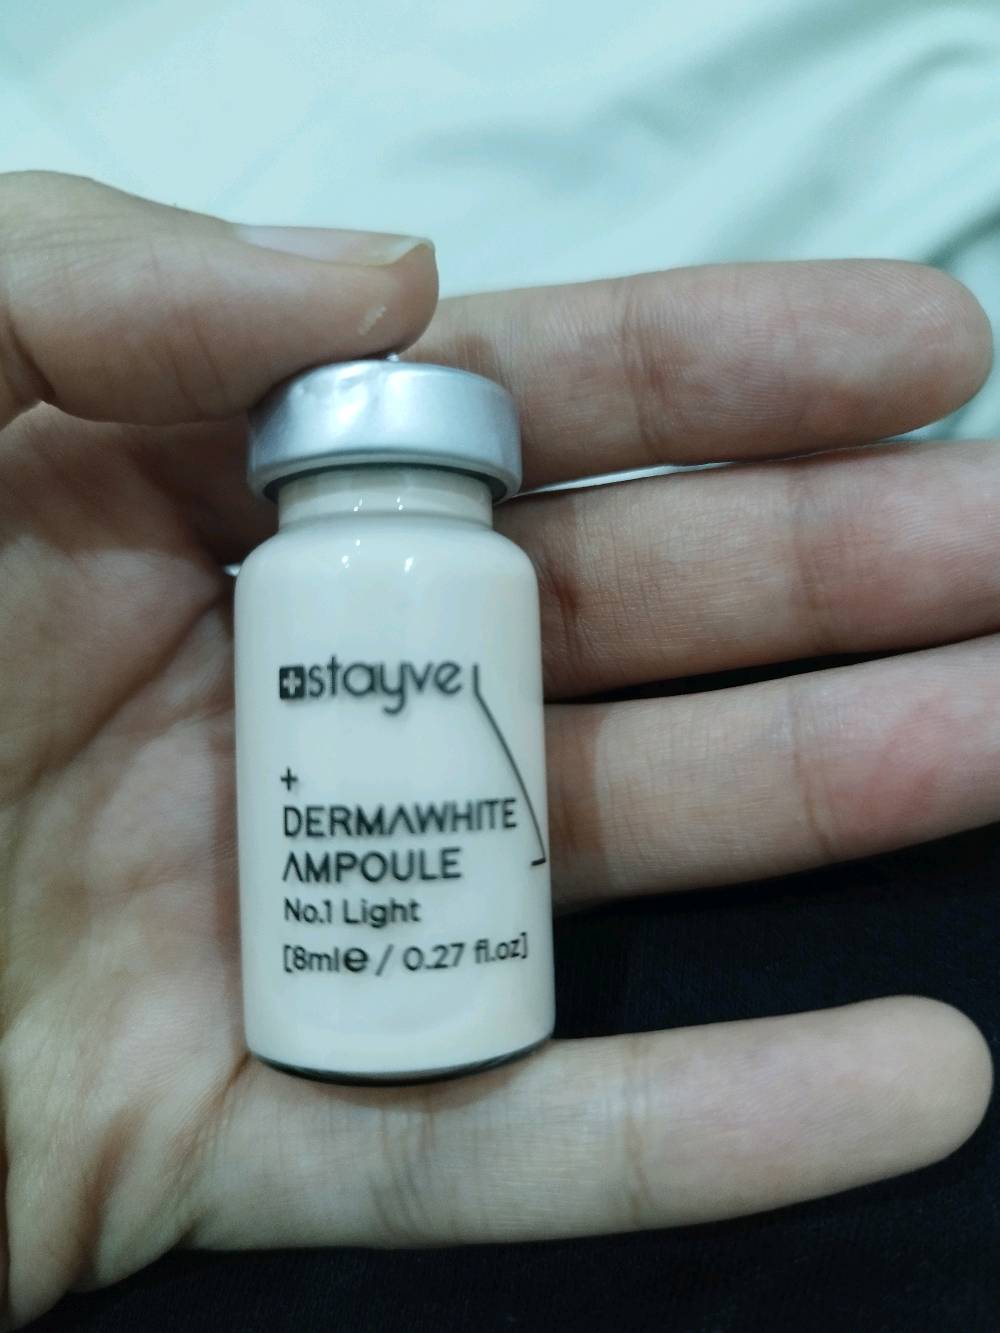 stayve
+
DERMAWHITE
AMPOULE
No.1 Light
[8ml℮ / 0.27 fl.oz]